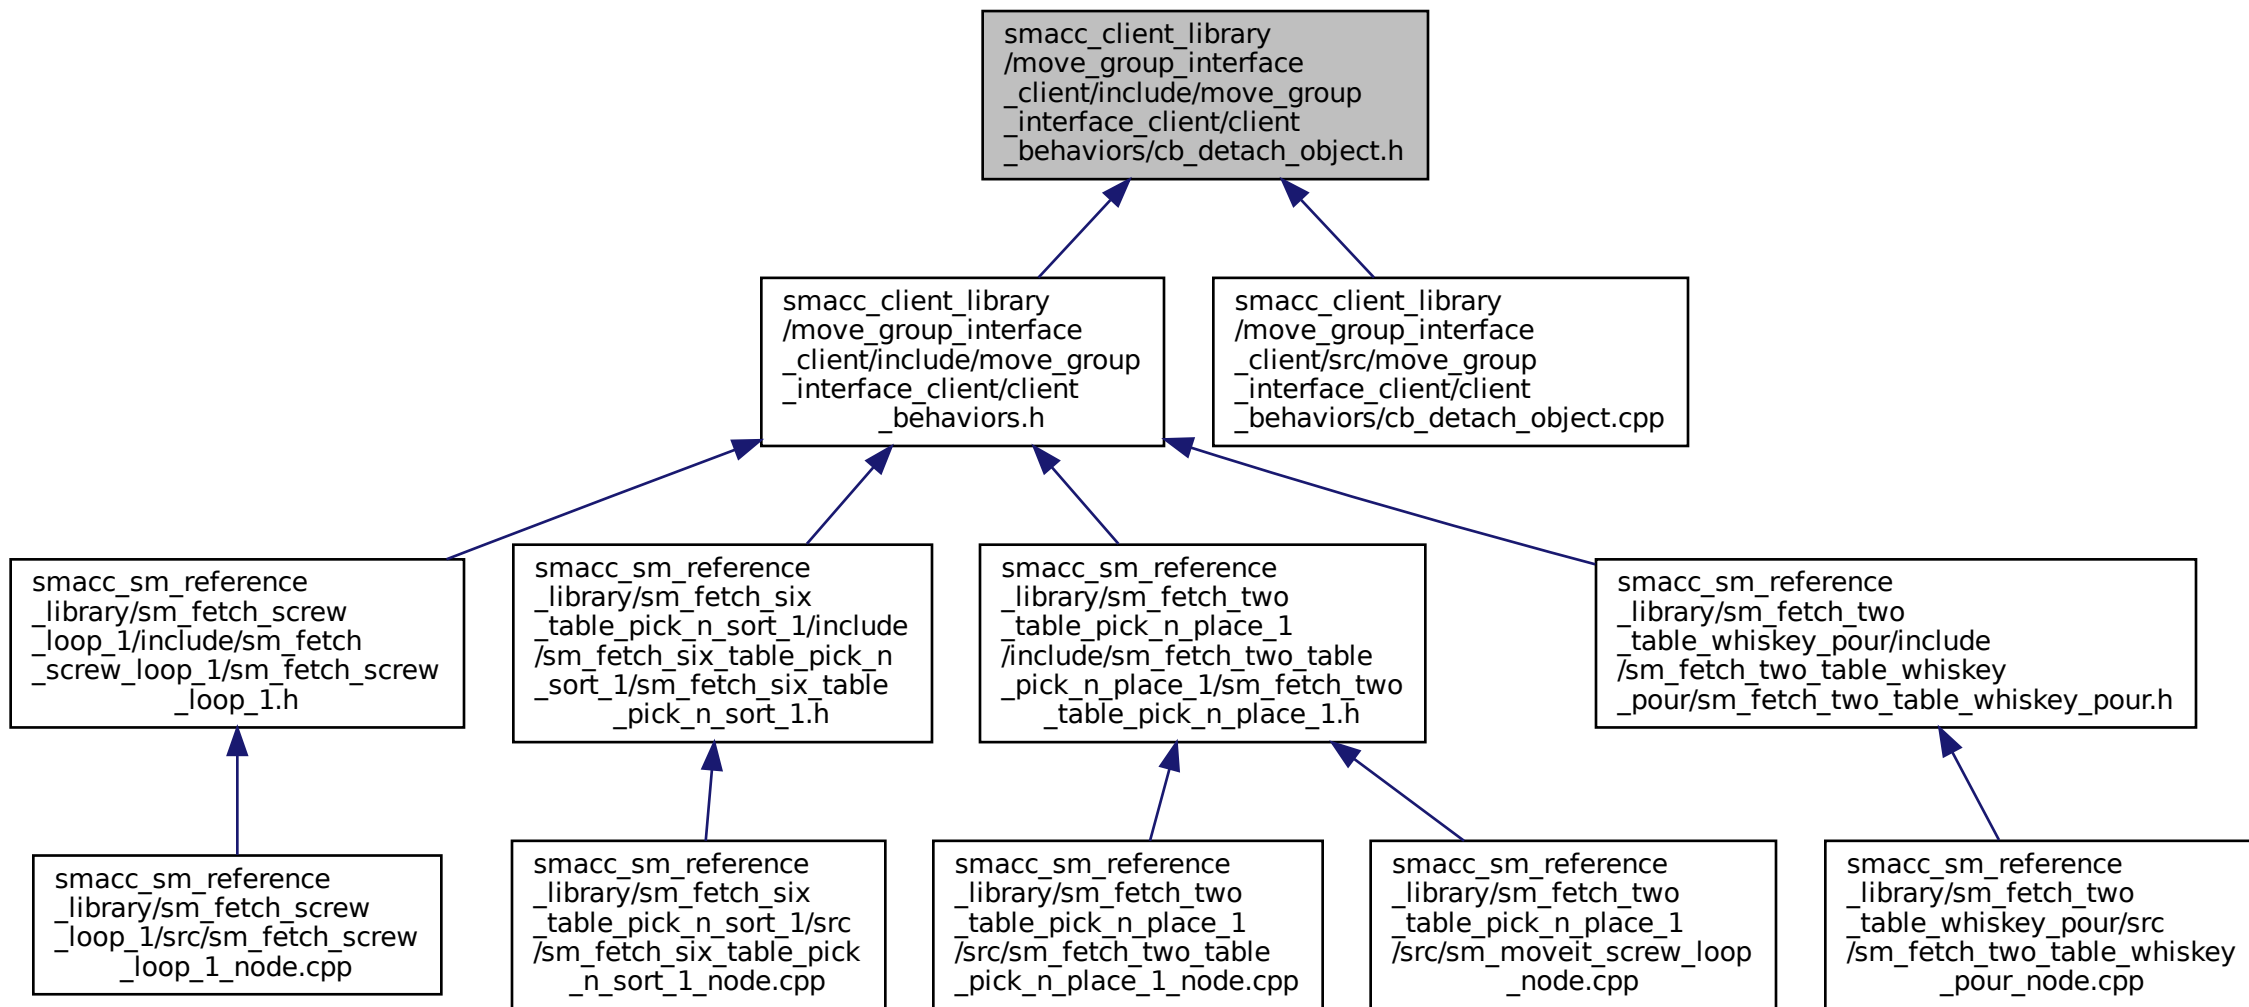 smacc_client_library
/move_group_interface
_client/include/move_group
_interface_client/client
_behaviors/cb_detach_object.h
smacc_client_library
/move_group_interface
_client/include/move_group
_interface_client/client
_behaviors.h
smacc_client_library
/move_group_interface
_client/src/move_group
_interface_client/client
_behaviors/cb_detach_object.cpp
smacc_sm_reference
_library/sm_fetch_screw
_loop_1/include/sm_fetch
_screw_loop_1/sm_fetch_screw
_loop_1.h
smacc_sm_reference
_library/sm_fetch_six
_table_pick_n_sort_1/include
/sm_fetch_six_table_pick_n
_sort_1/sm_fetch_six_table
_pick_n_sort_1.h
smacc_sm_reference
_library/sm_fetch_two
_table_pick_n_place_1
/include/sm_fetch_two_table
_pick_n_place_1/sm_fetch_two
_table_pick_n_place_1.h
smacc_sm_reference
_library/sm_fetch_two
_table_whiskey_pour/include
/sm_fetch_two_table_whiskey
_pour/sm_fetch_two_table_whiskey_pour.h
smacc_sm_reference
_library/sm_fetch_screw
_loop_1/src/sm_fetch_screw
_loop_1_node.cpp
smacc_sm_reference
_library/sm_fetch_six
_table_pick_n_sort_1/src
/sm_fetch_six_table_pick
_n_sort_1_node.cpp
smacc_sm_reference
_library/sm_fetch_two
_table_pick_n_place_1
/src/sm_fetch_two_table
_pick_n_place_1_node.cpp
smacc_sm_reference
_library/sm_fetch_two
_table_pick_n_place_1
/src/sm_moveit_screw_loop
_node.cpp
smacc_sm_reference
_library/sm_fetch_two
_table_whiskey_pour/src
/sm_fetch_two_table_whiskey
_pour_node.cpp